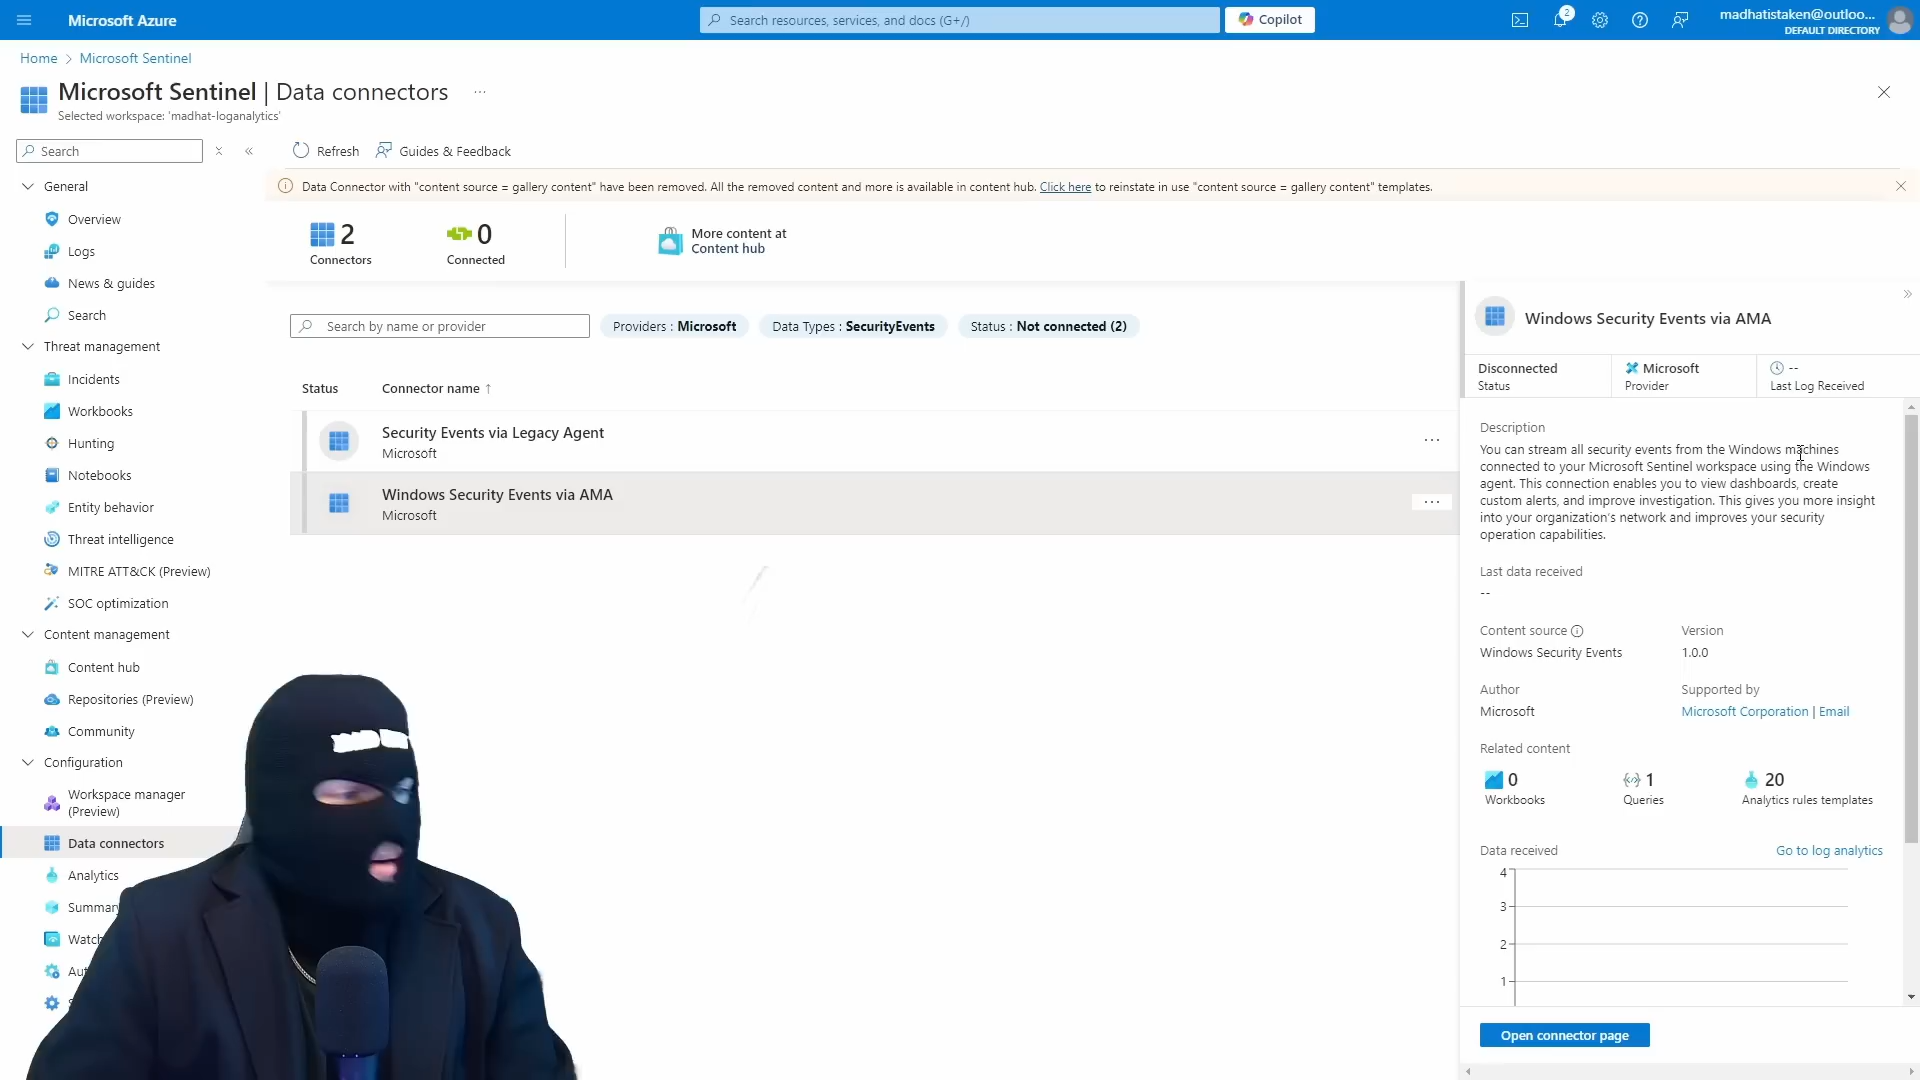 Microsoft Azure
Search resources, services, and docs (G+/)
Copilot
2
madhatistaken@outloo...
DEFAULT DIRECTORY
Home > Microsoft Sentinel
Microsoft Sentinel | Data connectors ...
Selected workspace: 'madhat-loganalytics'
Search
Refresh
Guides & Feedback
General
Overview
Logs
News & guides
Search
Threat management
Incidents
Workbooks
Hunting
Notebooks
Entity behavior
Threat intelligence
MITRE ATT&CK (Preview)
SOC optimization
Content management
Content hub
Repositories (Preview)
Community
Configuration
Workspace manager
(Preview)
Data connectors
Analytics
Summary
Watch
Aut
Data Connector with "content source = gallery content" have been removed. All the removed content and more is available in content hub. Click here to reinstate in use "content source = gallery content" templates.
2
Connectors
0
Connected
More content at
Content hub
Search by name or provider
Providers : Microsoft
Data Types : SecurityEvents
Status : Not connected (2)
Status
Connector name ↑
Security Events via Legacy Agent
Microsoft
Windows Security Events via AMA
Microsoft
Windows Security Events via AMA
Disconnected
Status
Microsoft
Provider
--
Last Log Received
Description
You can stream all security events from the Windows machines
connected to your Microsoft Sentinel workspace using the Windows
agent. This connection enables you to view dashboards, create
custom alerts, and improve investigation. This gives you more insight
into your organization's network and improves your security
operation capabilities.
Last data received
--
Content source
Windows Security Events
Version
1.0.0
Author
Microsoft
Supported by
Microsoft Corporation | Email
Related content
0
Workbooks
1
Queries
20
Analytics rules templates
Data received
Go to log analytics
4
3
2
1
Open connector page